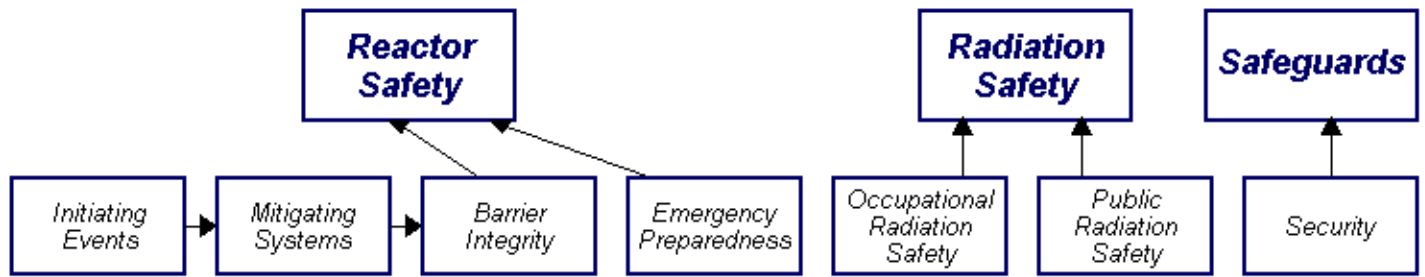 Reactor
Safety
Radiation
Safety
Safeguards
Initiating
Events
Mitigating
Systems
Barrier
Integrity
Emergency
Preparedness
Occupational
Radiation
Safety
Public
Radiation
Safety
Security